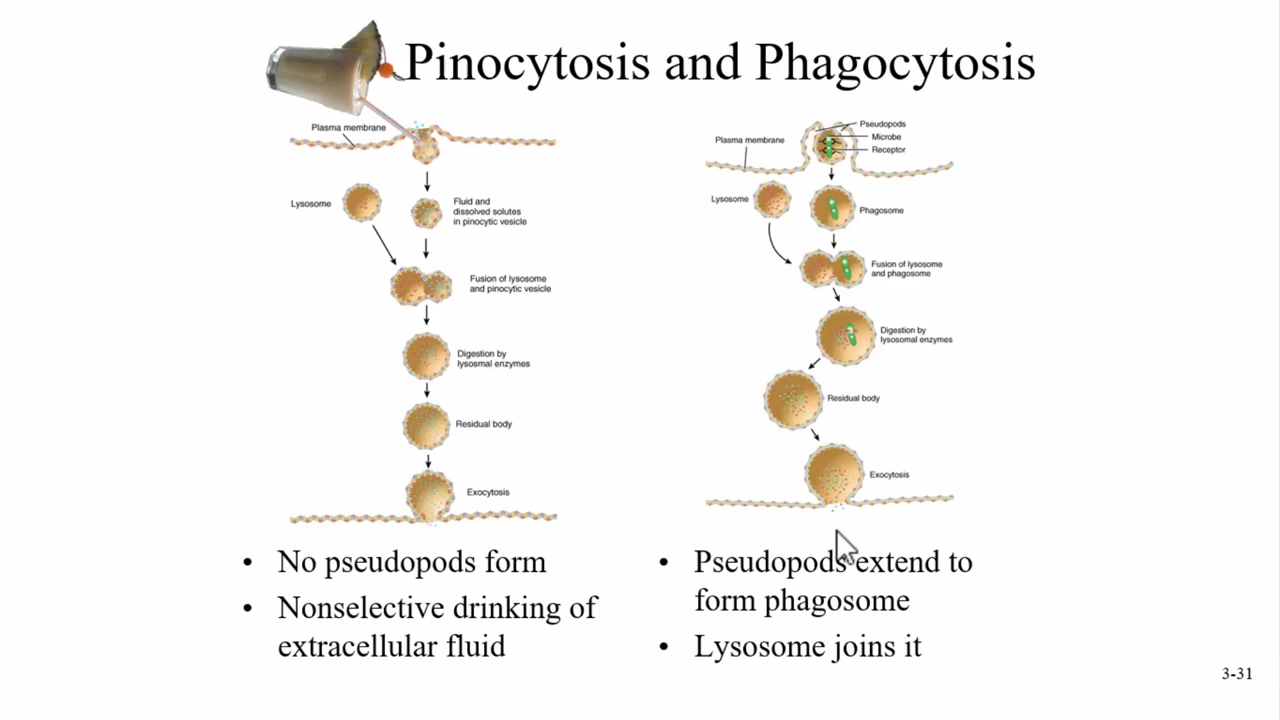 Pinocytosis and Phagocytosis
Plasma membrane
Lysosome
Fluid and
dissolved solutes
in pinocytic vesicle
Fusion of lysosome
and pinocytic vesicle
Digestion by
lysosmal enzymes
Residual body
Exocytosis
Pseudopods
Microbe
Receptor
Plasma membrane
Lysosome
Phagosome
Fusion of lysosome
and phagosome
Digestion by
lysosomal enzymes
Residual body
Exocytosis
• No pseudopods form
• Nonselective drinking of
extracellular fluid
• Pseudopods extend to
form phagosome
• Lysosome joins it
3-31